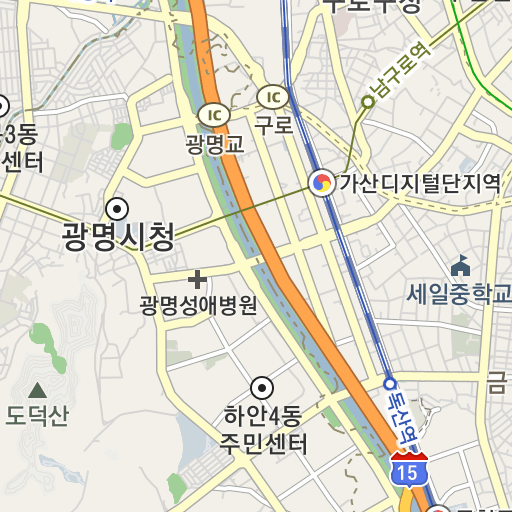 구로구청
남구로역
IC
IC
구로
광명교
3동
센터
가산디지털단지역
광명시청
세일중학교
광명성애병원
금
도덕산
하안4동
주민센터
독산역
15